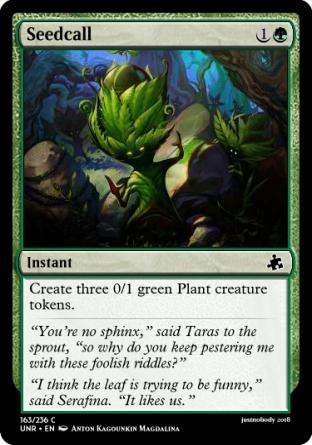 Seedcall 1
Instant
Create three 0/1 green Plant creature
tokens.
“You’re no sphinx,” said Taras to the
sprout, “so why do you keep pestering me
with these foolish riddles?”
“I think the leaf is trying to be funny,”
said Serafina. “It likes us.”
163/236 C
UNR • EN Anton Kagounkin Magdalina
justnobody 2018